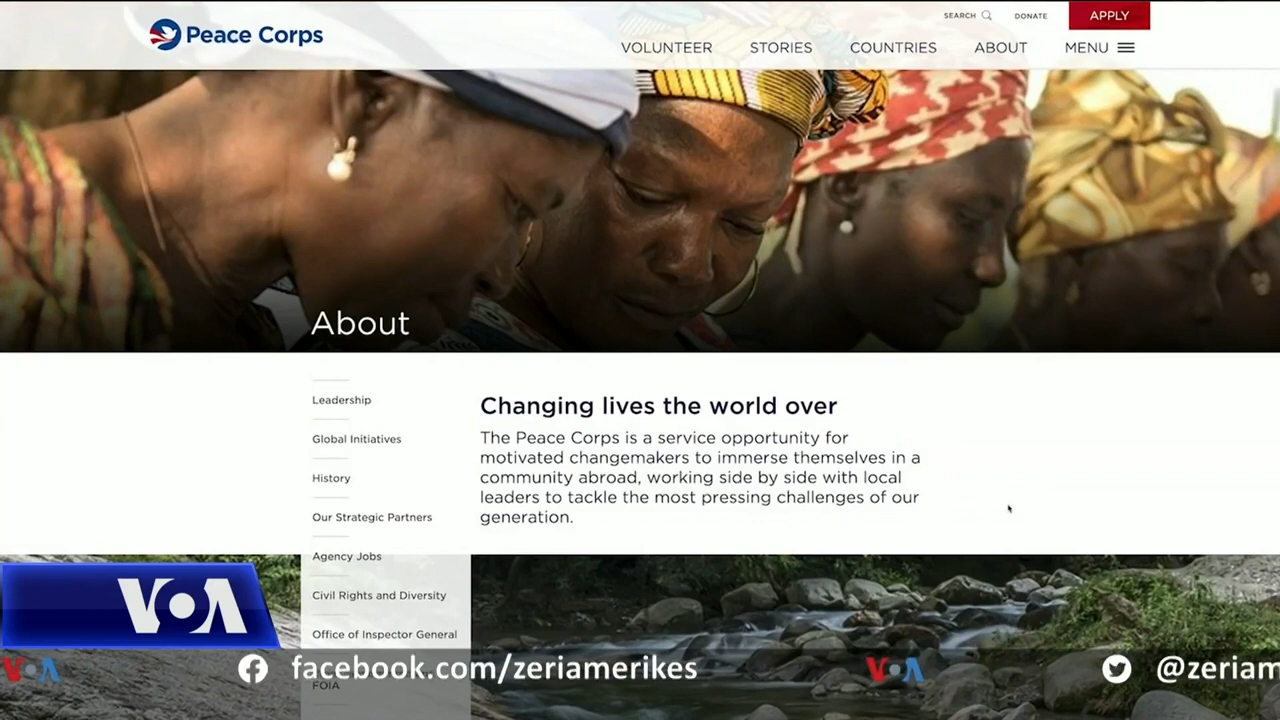 Peace Corps
SEARCH
DONATE
APPLY
VOLUNTEER
STORIES
COUNTRIES
ABOUT
MENU
About
Leadership
Global Initiatives
History
Our Strategic Partners
Agency Jobs
Civil Rights and Diversity
Office of Inspector General
FOIA
Changing lives the world over
The Peace Corps is a service opportunity for
motivated changemakers to immerse themselves in a
community abroad, working side by side with local
leaders to tackle the most pressing challenges of our
generation.
VOA
VOA
facebook.com/zeriamerikes
VOA
@zeriam